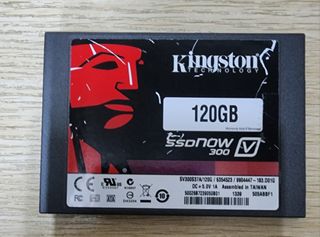 Kingston
TECHNOLOGY
120GB
SSDNOW
300
V
SV300S37A/120G
DC + 5.0V 1A Assembled in TAIWAN